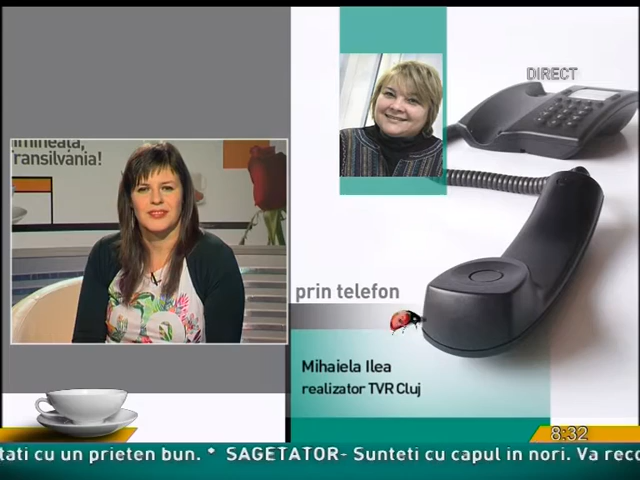 DIRECT
imineața,
ransilvania!
prin telefon
Mihaiela Ilea
realizator TVR Cluj
8:32
tati cu un prieten bun. * SAGETATOR- Sunteti cu capul in nori. Va reco